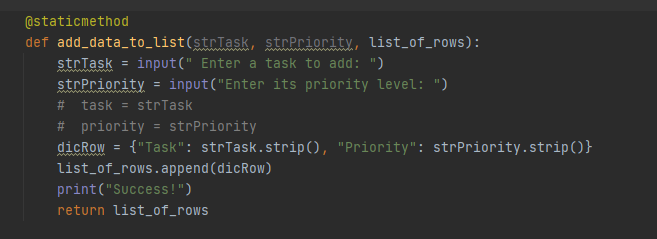 @staticmethod
def add_data_to_list(strTask, strPriority, list_of_rows):
    strTask = input(" Enter a task to add: ")
    strPriority = input("Enter its priority level: ")
    #  task = strTask
    #  priority = strPriority
    dicRow = {"Task": strTask.strip(), "Priority": strPriority.strip()}
    list_of_rows.append(dicRow)
    print("Success!")
    return list_of_rows